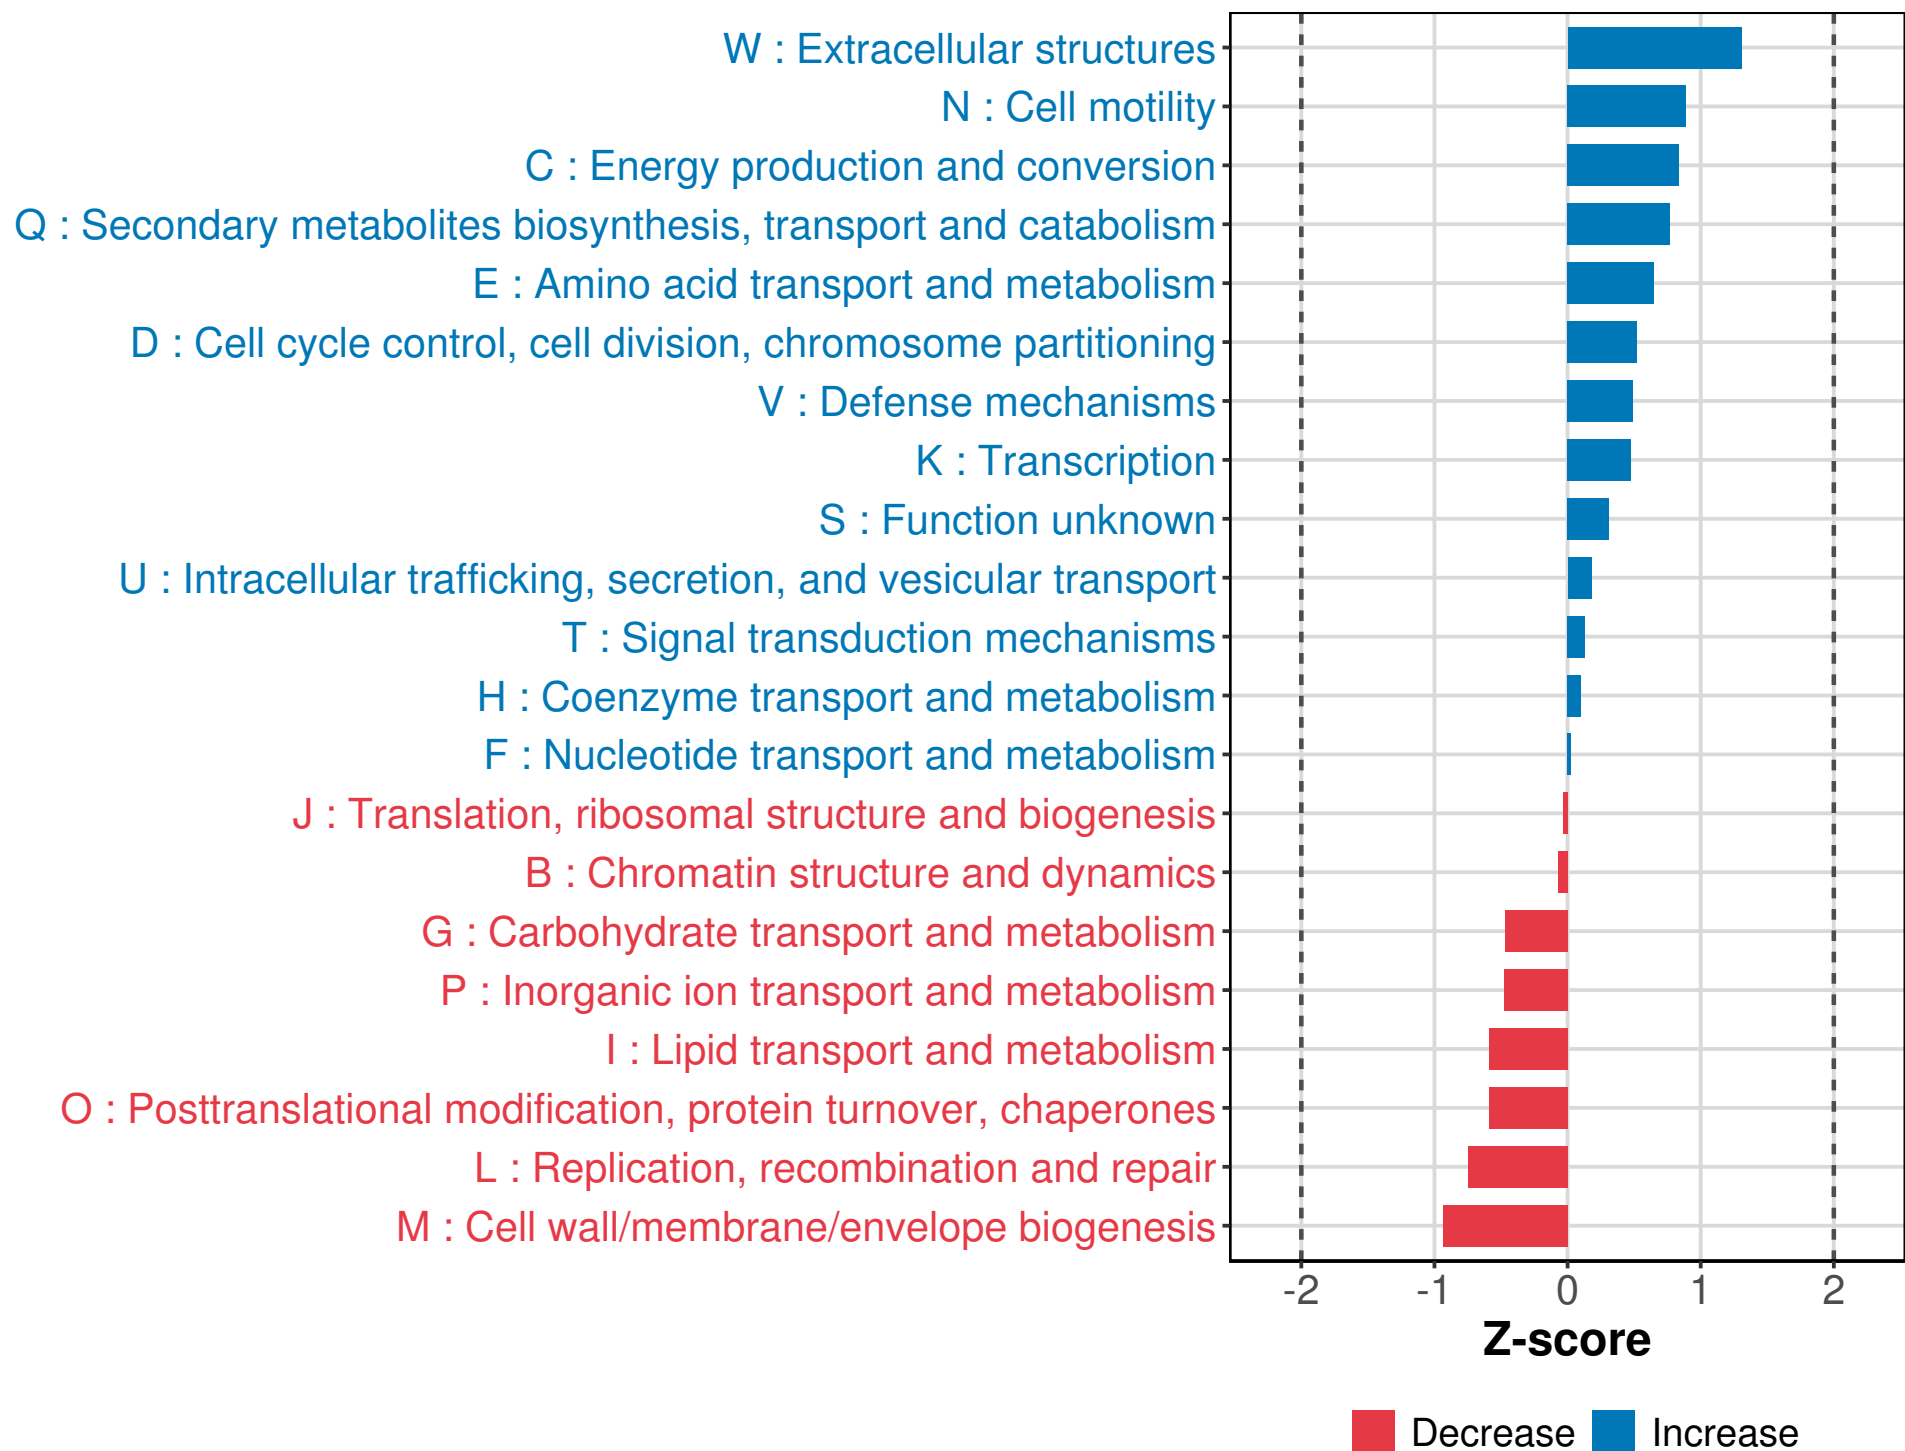 W : Extracellular structures
N : Cell motility
C : Energy production and conversion
Q : Secondary metabolites biosynthesis, transport and catabolism
E : Amino acid transport and metabolism
D : Cell cycle control, cell division, chromosome partitioning
V : Defense mechanisms
K : Transcription
S : Function unknown
U : Intracellular trafficking, secretion, and vesicular transport
T : Signal transduction mechanisms
H : Coenzyme transport and metabolism
F : Nucleotide transport and metabolism
J : Translation, ribosomal structure and biogenesis
B : Chromatin structure and dynamics
G : Carbohydrate transport and metabolism
P : Inorganic ion transport and metabolism
I : Lipid transport and metabolism
O : Posttranslational modification, protein turnover, chaperones
L : Replication, recombination and repair
M : Cell wall/membrane/envelope biogenesis
-2 -1 0 1 2
Z-score
Decrease Increase